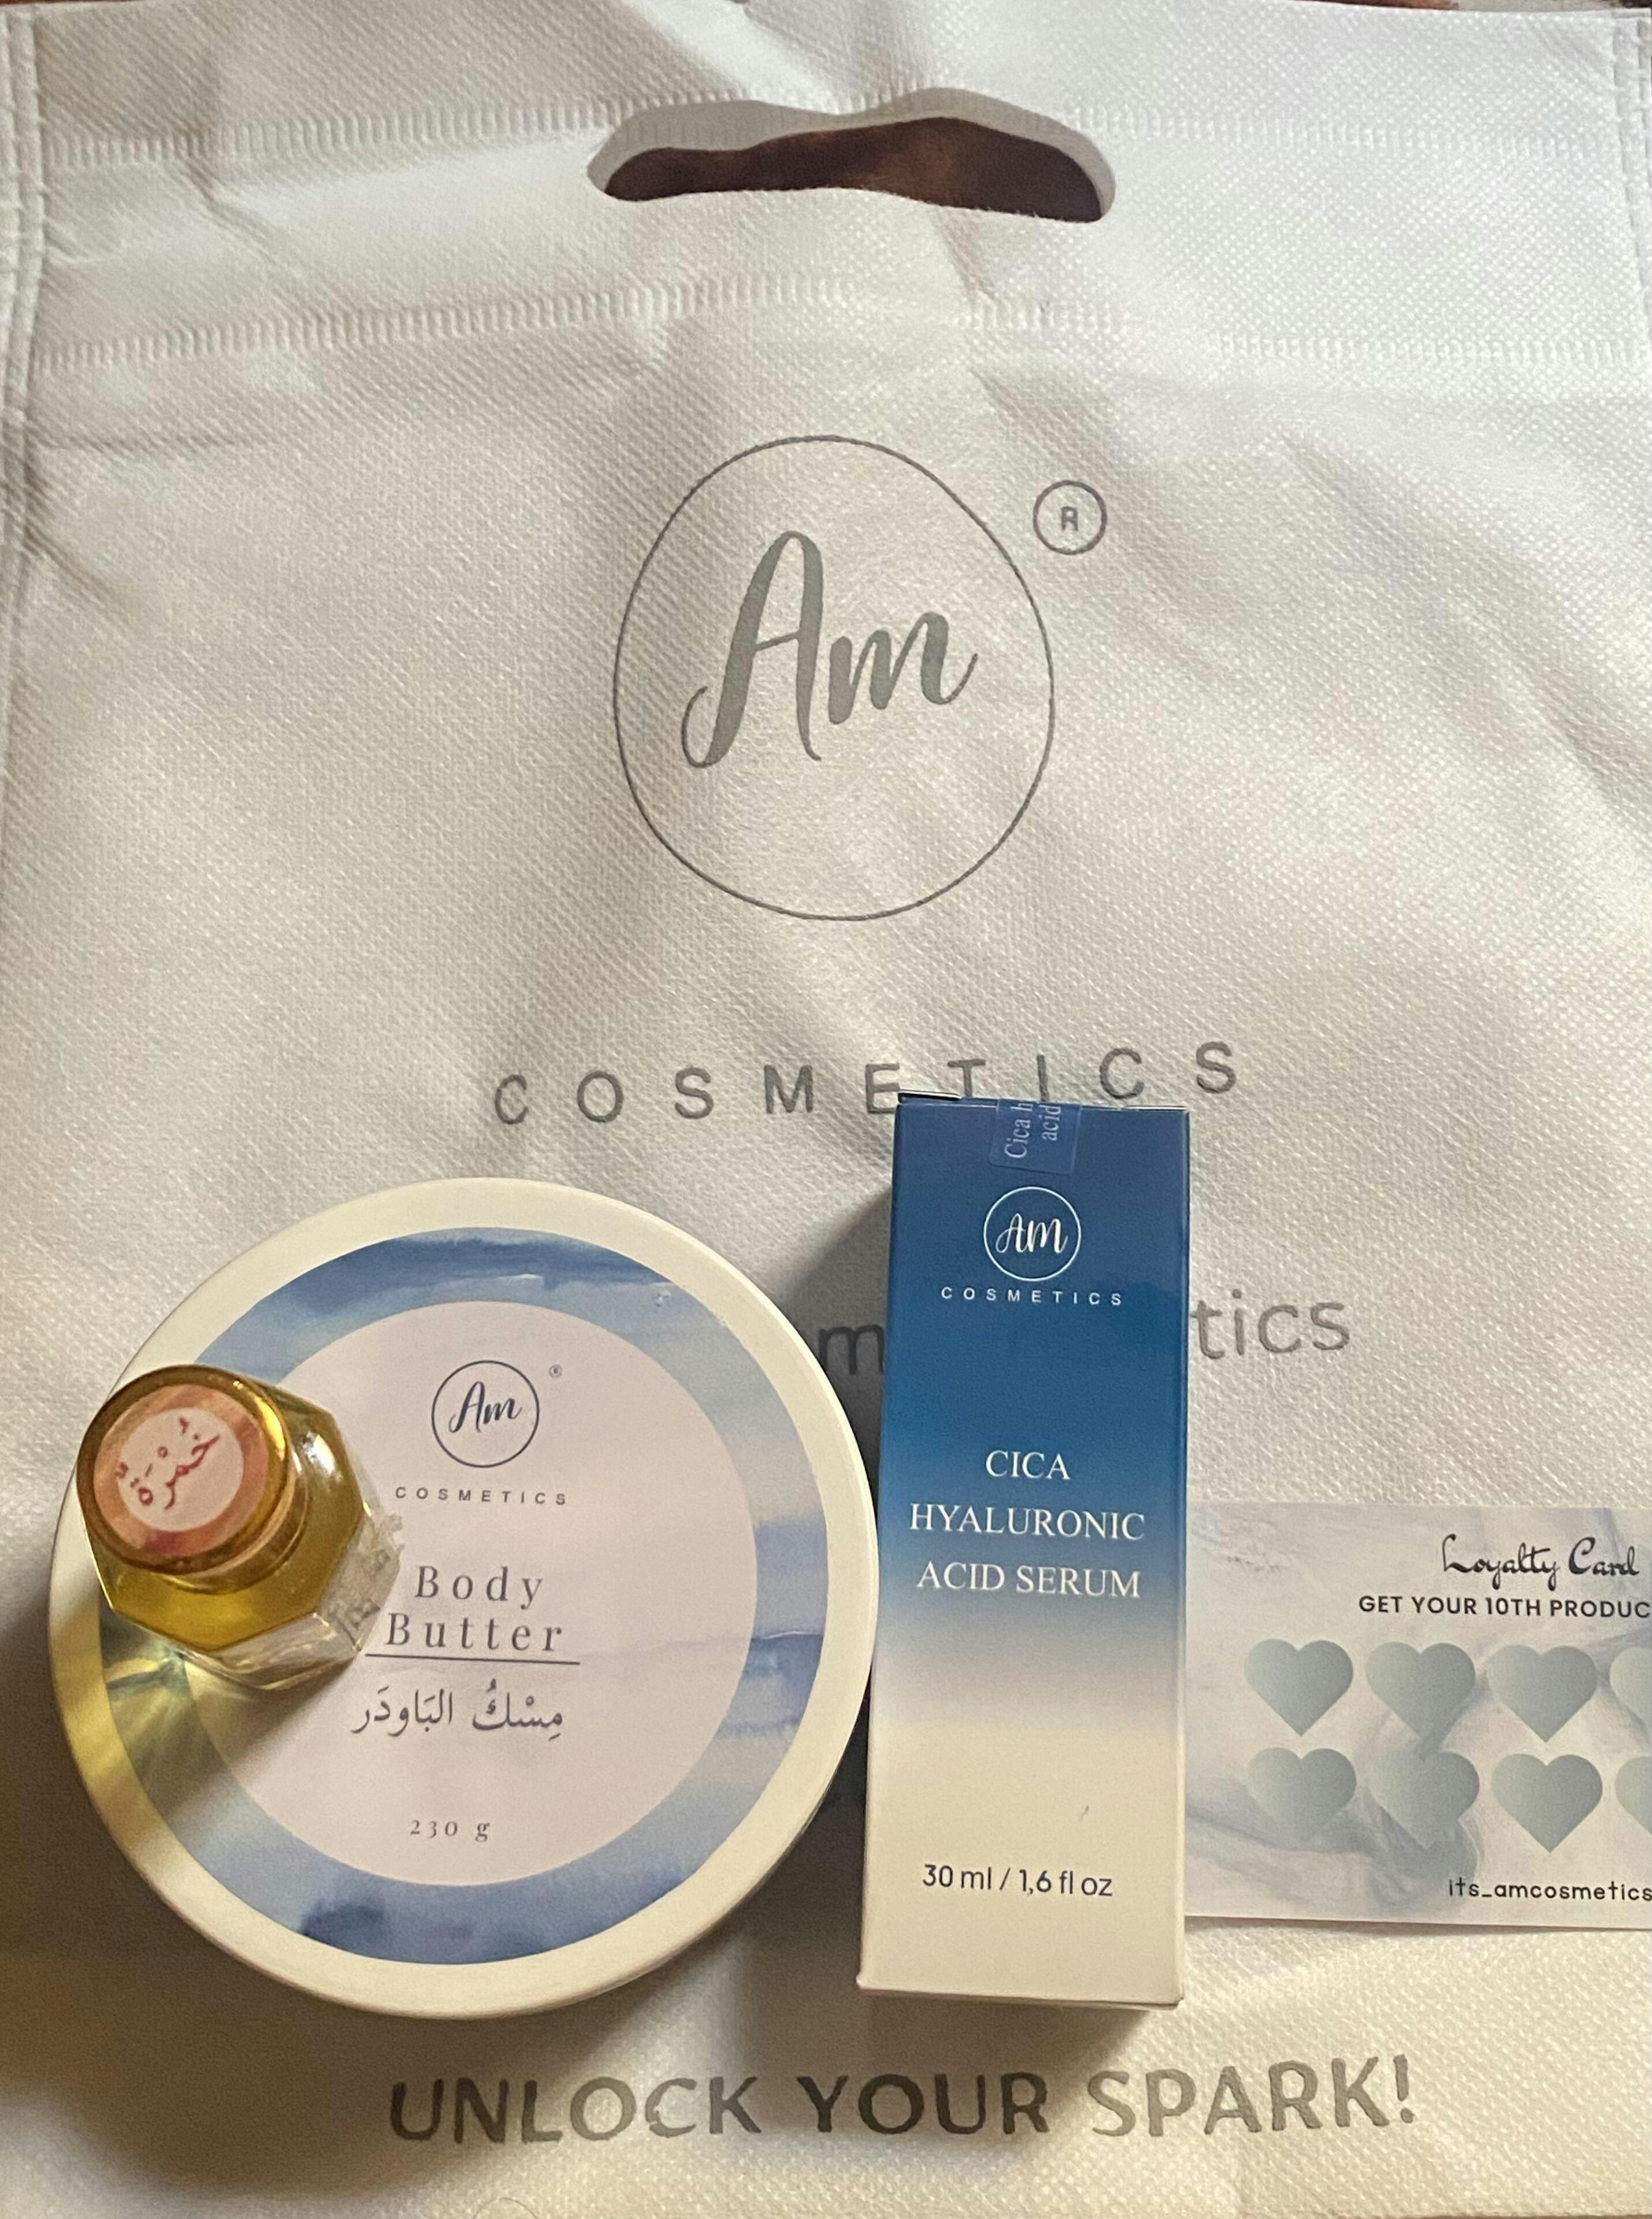 Am
R
COSMETICS
tics
UNLOCK YOUR SPARK!
خُمْرَةٌ
Am
®
COSMETICS
Body
Butter
مِسْكُ البَاودَر
230 g
Cica h
acid
Am
COSMETICS
CICA
HYALURONIC
ACID SERUM
30 ml / 1,6 fl oz
Loyalty Card
GET YOUR 10TH PRODUC
its_amcosmetics